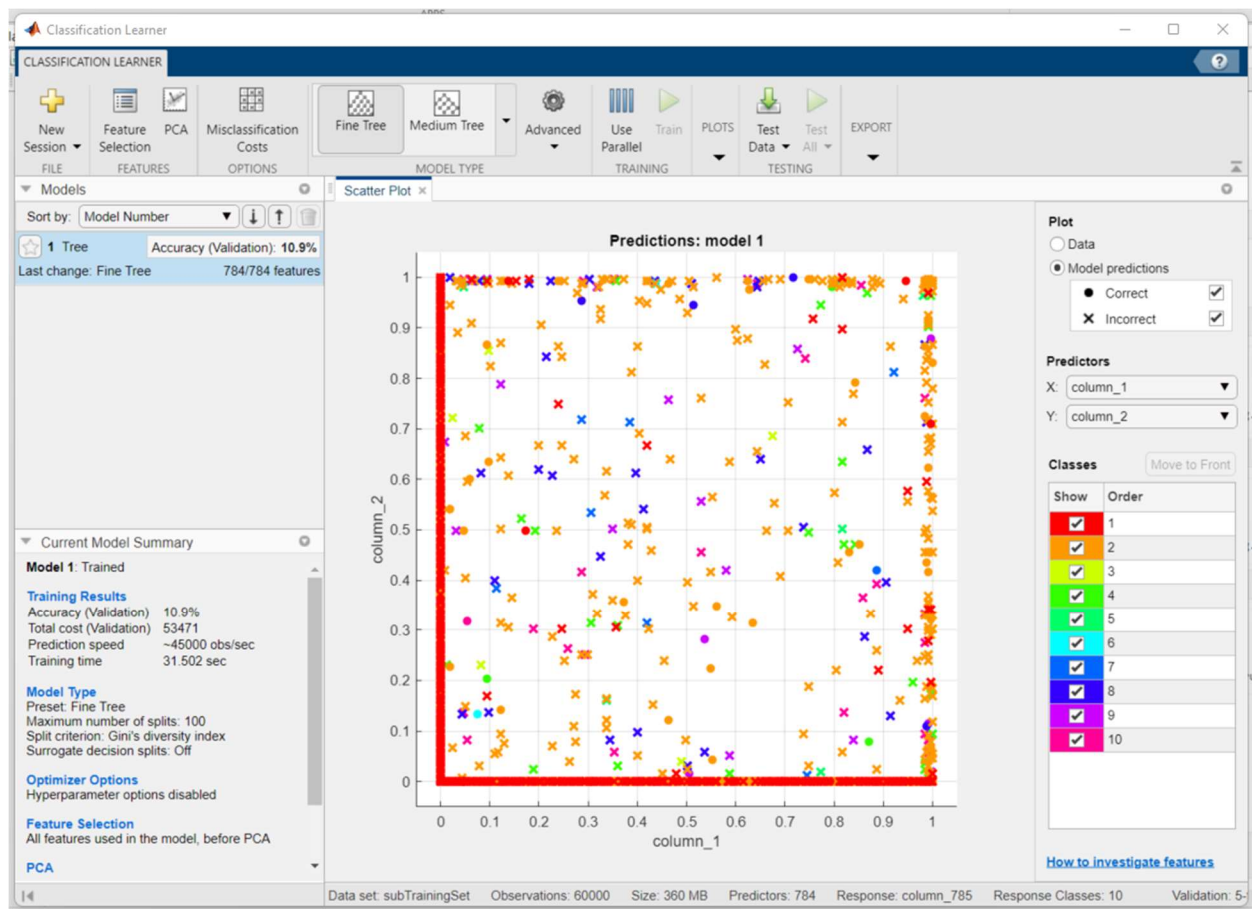 APPS
Classification Learner
CLASSIFICATION LEARNER
New Session
Feature Selection
PCA
Misclassification Costs
Fine Tree
Medium Tree
Advanced
Use Parallel
Train
PLOTS
Test Data
Test All
EXPORT
FILE
FEATURES
OPTIONS
MODEL TYPE
TRAINING
TESTING
Models
Sort by: Model Number
1 Tree Accuracy (Validation): 10.9%
Last change: Fine Tree 784/784 features
Current Model Summary
Model 1: Trained
Training Results
Accuracy (Validation) 10.9%
Total cost (Validation) 53471
Prediction speed ~45000 obs/sec
Training time 31.502 sec
Model Type
Preset: Fine Tree
Maximum number of splits: 100
Split criterion: Gini's diversity index
Surrogate decision splits: Off
Optimizer Options
Hyperparameter options disabled
Feature Selection
All features used in the model, before PCA
PCA
Scatter Plot
Predictions: model 1
1
0.9
0.8
0.7
0.6
0.5
0.4
0.3
0.2
0.1
0
column_2
0 0.1 0.2 0.3 0.4 0.5 0.6 0.7 0.8 0.9 1
column_1
Plot
Data
Model predictions
Correct
Incorrect
Predictors
X: column_1
Y: column_2
Classes
Move to Front
Show Order
1
2
3
4
5
6
7
8
9
10
How to investigate features
Data set: subTrainingSet Observations: 60000 Size: 360 MB Predictors: 784 Response: column_785 Response Classes: 10 Validation: 5-